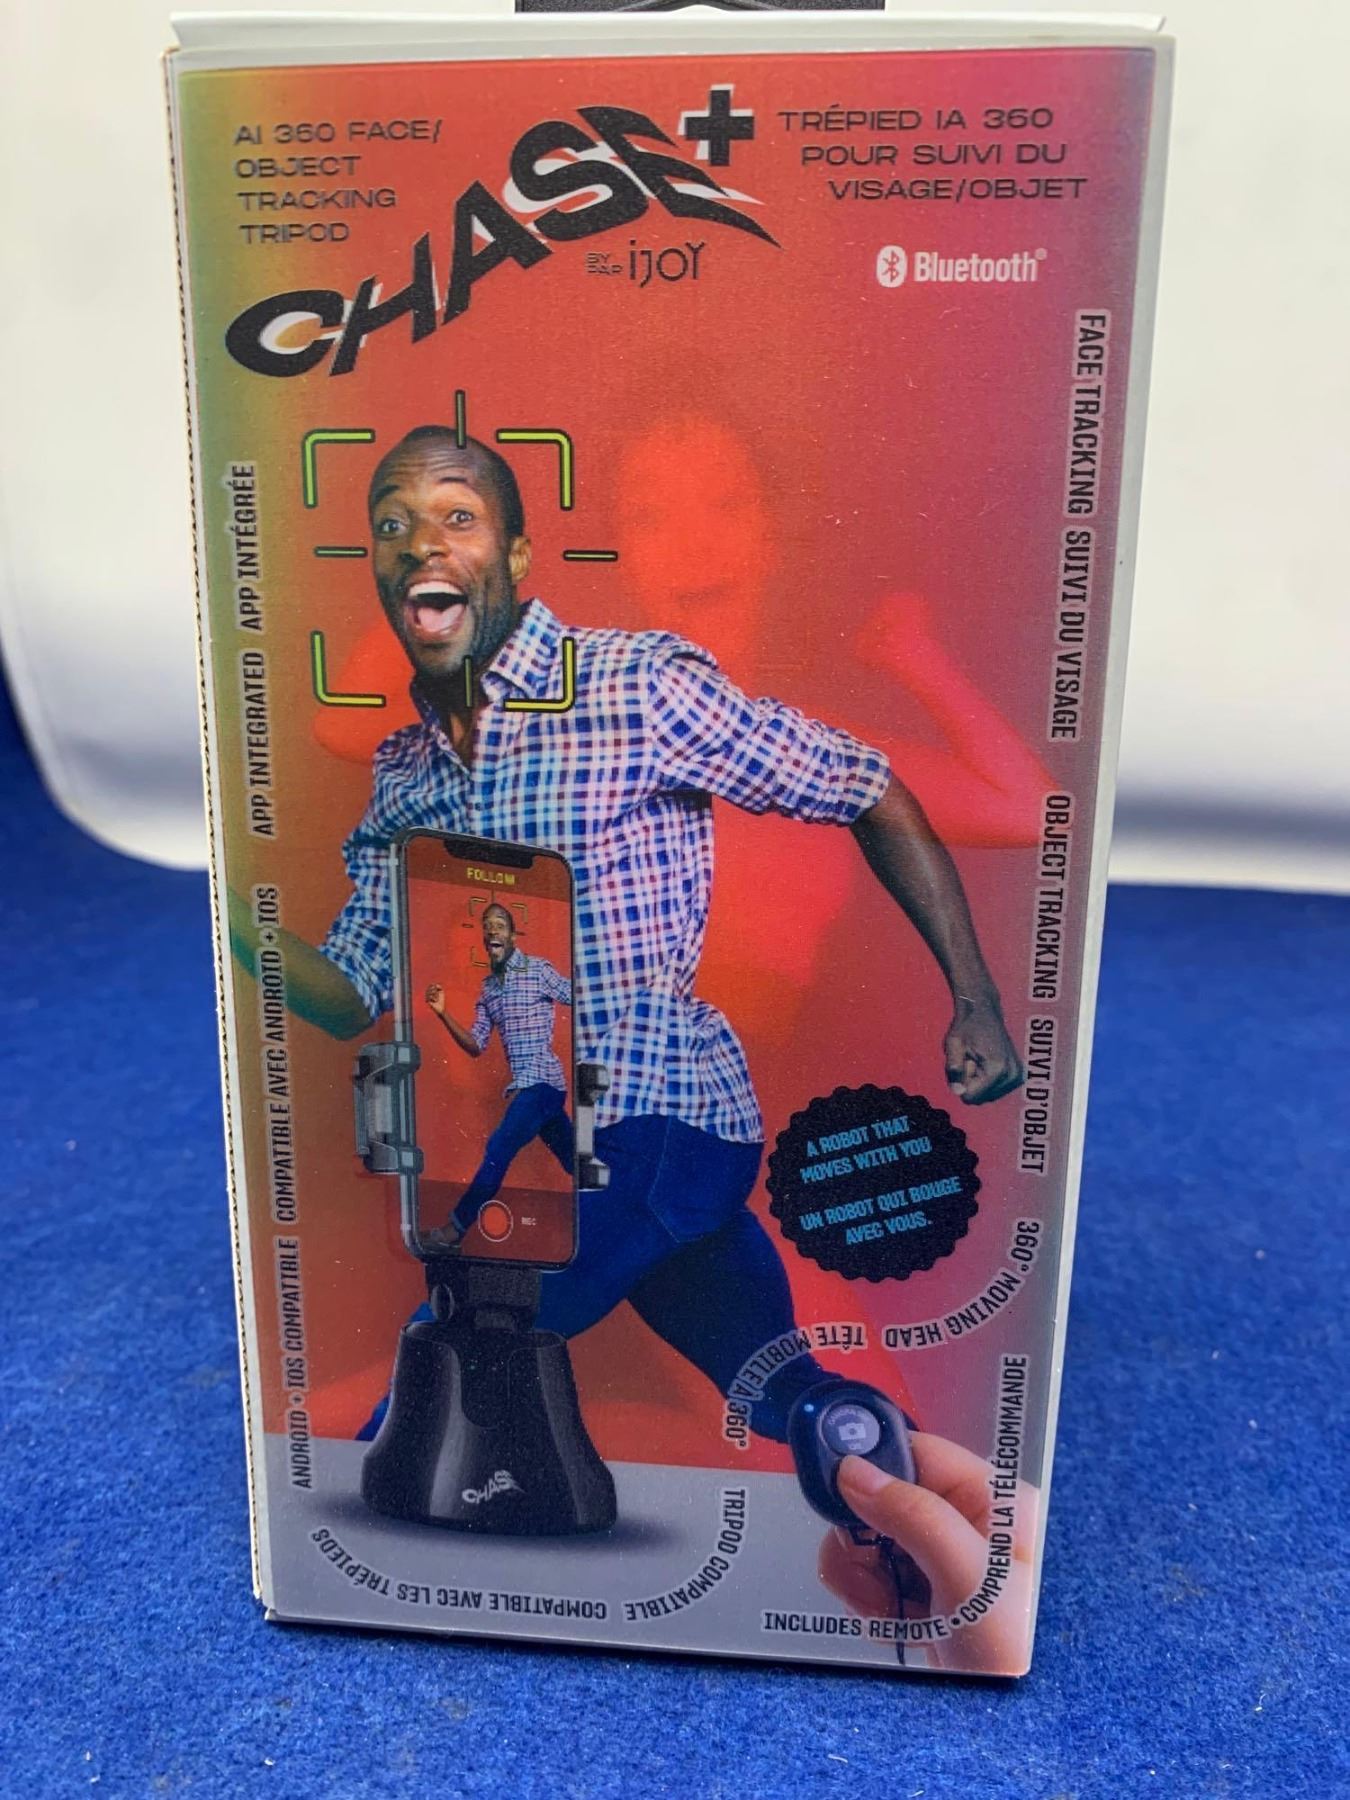 AI 360 FACE/
OBJECT
TRACKING
TRIPOD
CHASE+
BY
PAR
iJOY
TRÉPIED IA 360
POUR SUIVI DU
VISAGE/OBJET
Bluetooth®
FACE TRACKING SUIVI DU VISAGE
OBJECT TRACKING SUIVI D'OBJET
360° MOVING HEAD TÊTE MOBILE À 360°
APP INTEGRATED APP INTÉGRÉE
ANDROID + IOS COMPATIBLE COMPATIBLE AVEC ANDROID + IOS
FOLLOW
REC
A ROBOT THAT
MOVES WITH YOU
UN ROBOT QUI BOUGE
AVEC VOUS.
CHASE
TRIPOD COMPATIBLE COMPATIBLE AVEC LES TRÉPIEDS
INCLUDES REMOTE • COMPREND LA TÉLÉCOMMANDE